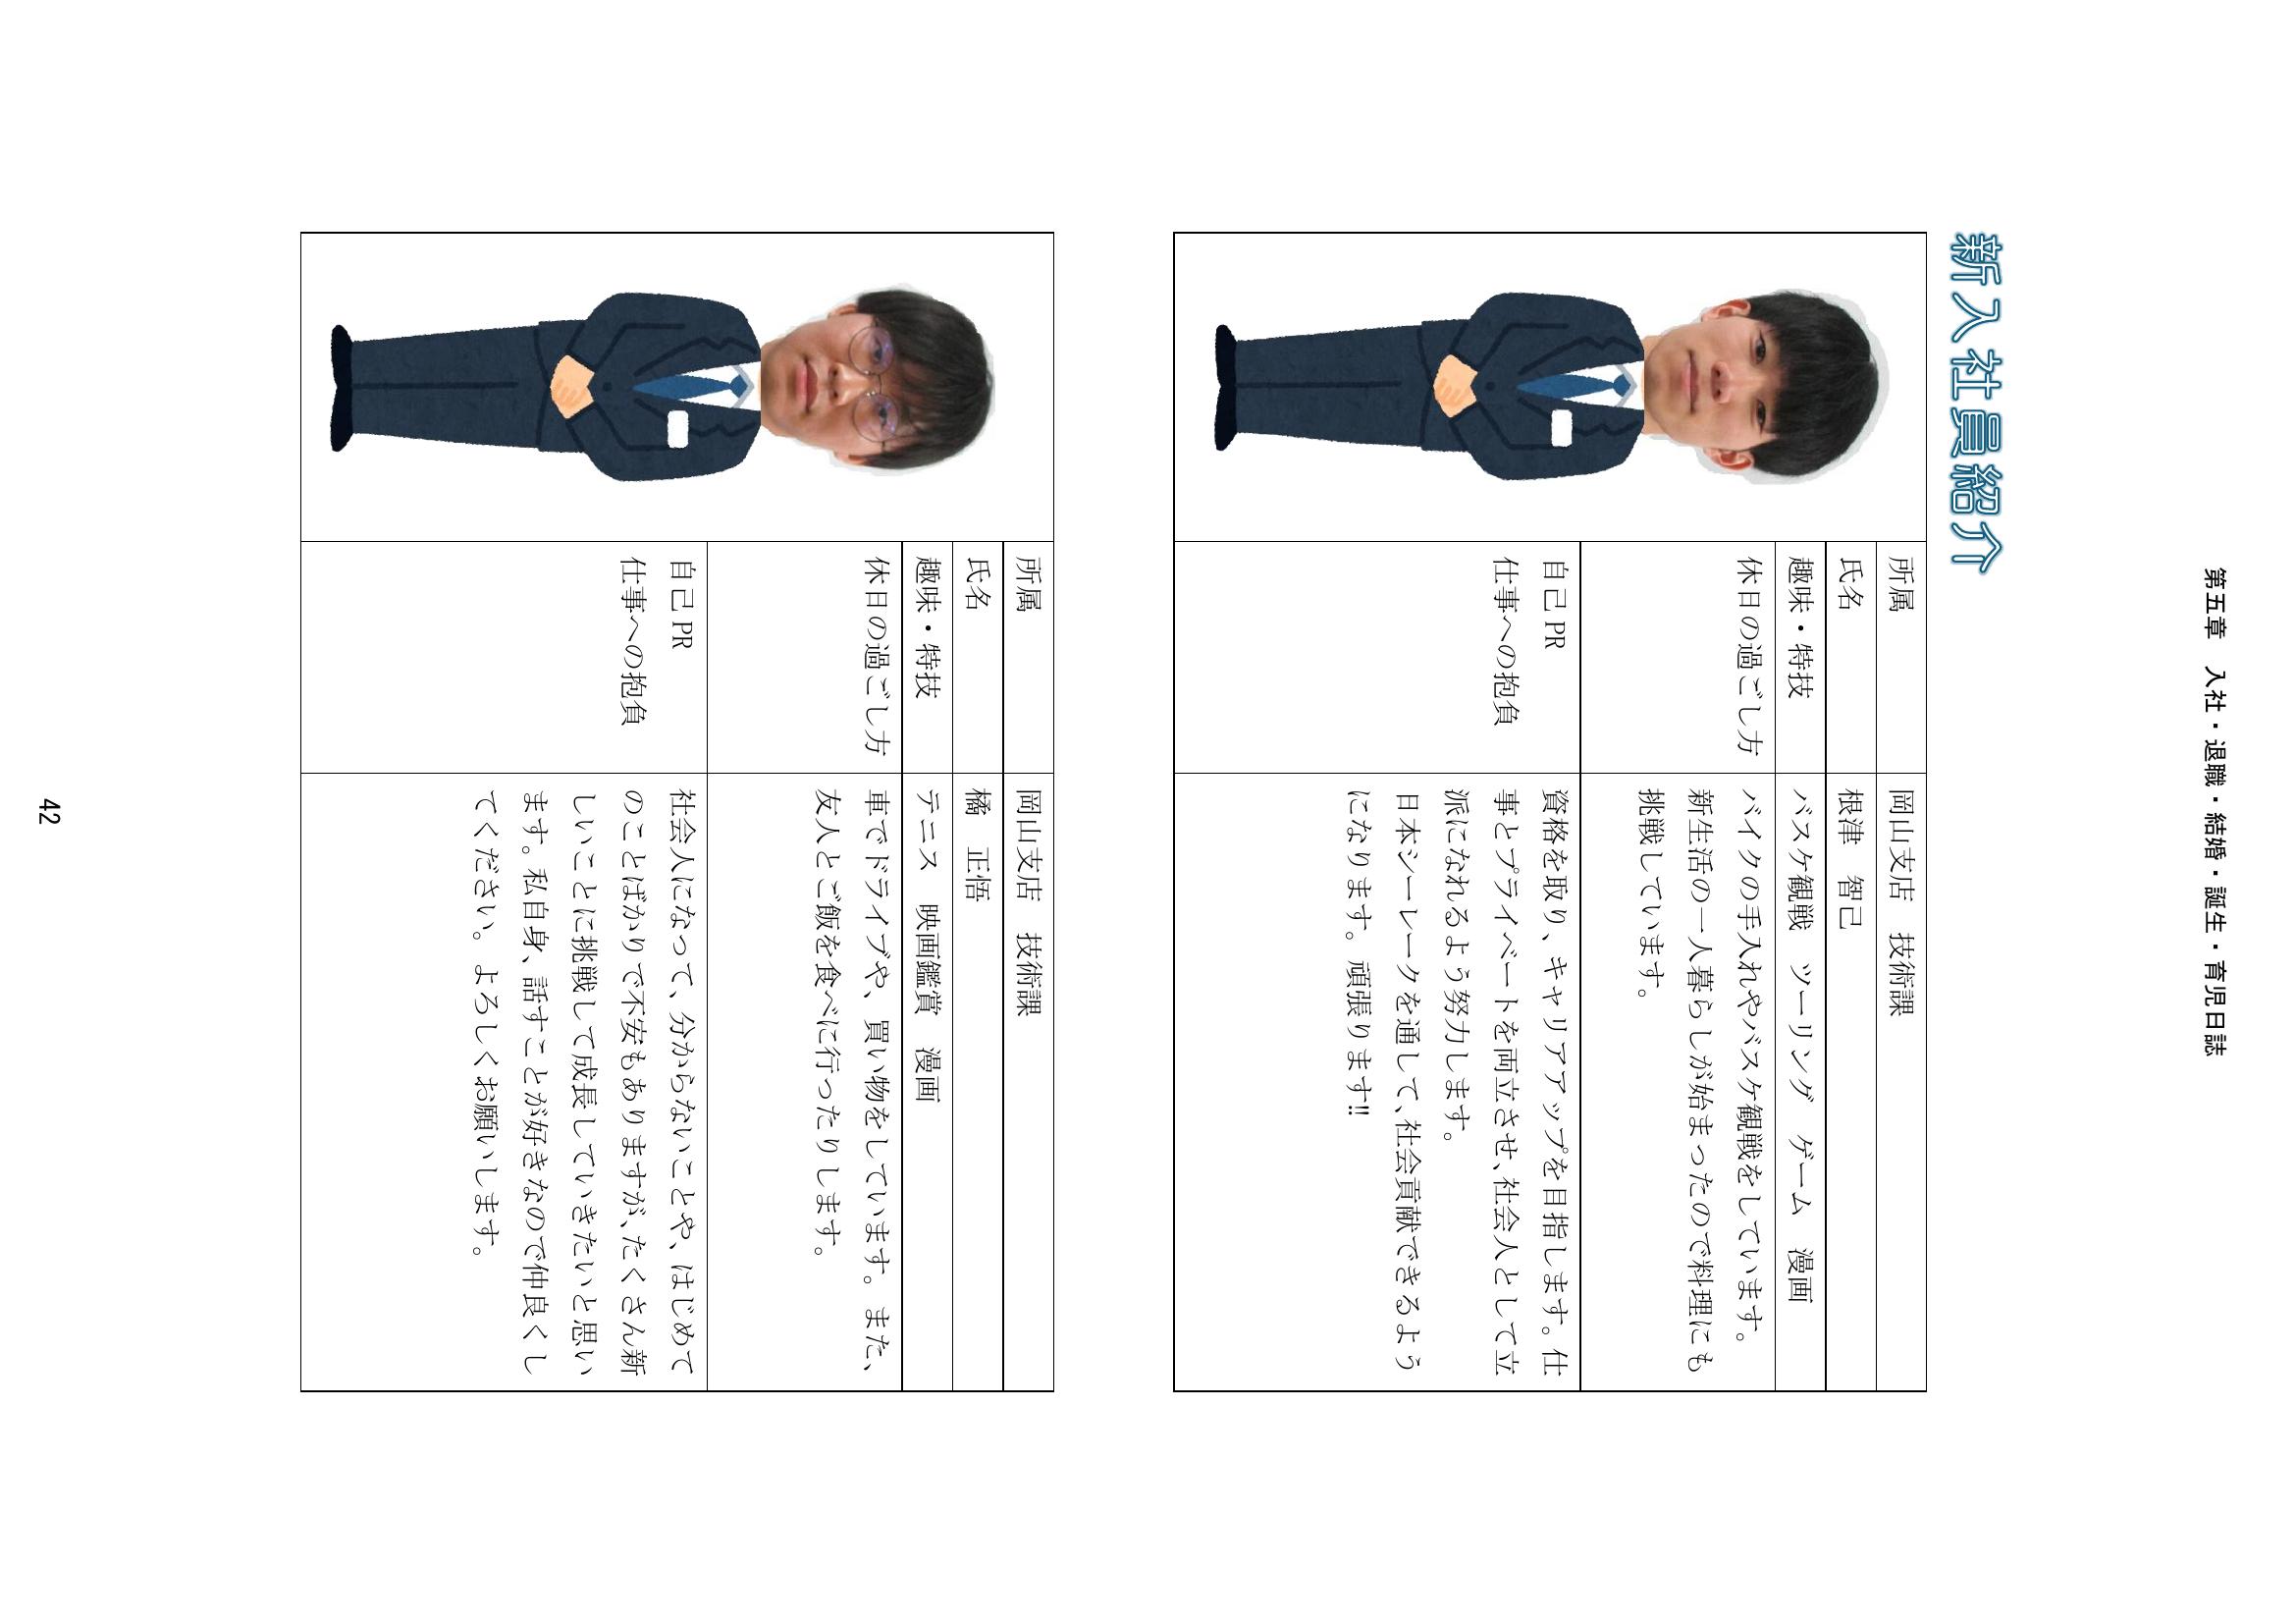 第五章　入社・退職・結婚・誕生・育児日誌
新入社員紹介
所属　岡山支店　技術課
氏名　根津　智己
趣味・特技　バスケ観戦　ツーリング　ゲーム　漫画
休日の過ごし方　バイクの手入れやバスケ観戦をしています。
新生活の一人暮らしが始まったので料理にも
挑戦しています。
自己 PR　資格を取り、キャリアアップを目指します。仕
仕事への抱負　事とプライベートを両立させ、社会人として立
派になれるよう努力します。
日本シーレークを通して、社会貢献できるよう
になります。頑張ります!!
所属　岡山支店　技術課
氏名　橘　正悟
趣味・特技　テニス　映画鑑賞　漫画
休日の過ごし方　車でドライブや、買い物をしています。また、
友人とご飯を食べに行ったりします。
自己 PR　社会人になって、分からないことや、はじめて
仕事への抱負　のことばかりで不安もありますが、たくさん新
しいことに挑戦して成長していきたいと思い
ます。私自身、話すことが好きなので仲良くし
てください。よろしくお願いします。
42